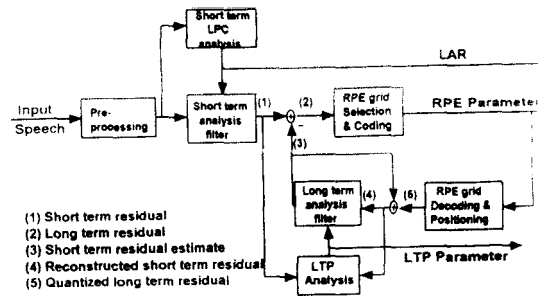 Short term
LPC
analysis
LAR
Input
Speech
Pre-
processing
Short term
analysis
filter
(1)
+
(2)
-
RPE grid
Selection
& Coding
RPE Parameter
(3)
Long term
analysis
filter
(4)
+
(5)
RPE grid
Decoding &
Positioning
LTP
Analysis
LTP Parameter
(1) Short term residual
(2) Long term residual
(3) Short term residual estimate
(4) Reconstructed short term residual
(5) Quantized long term residual